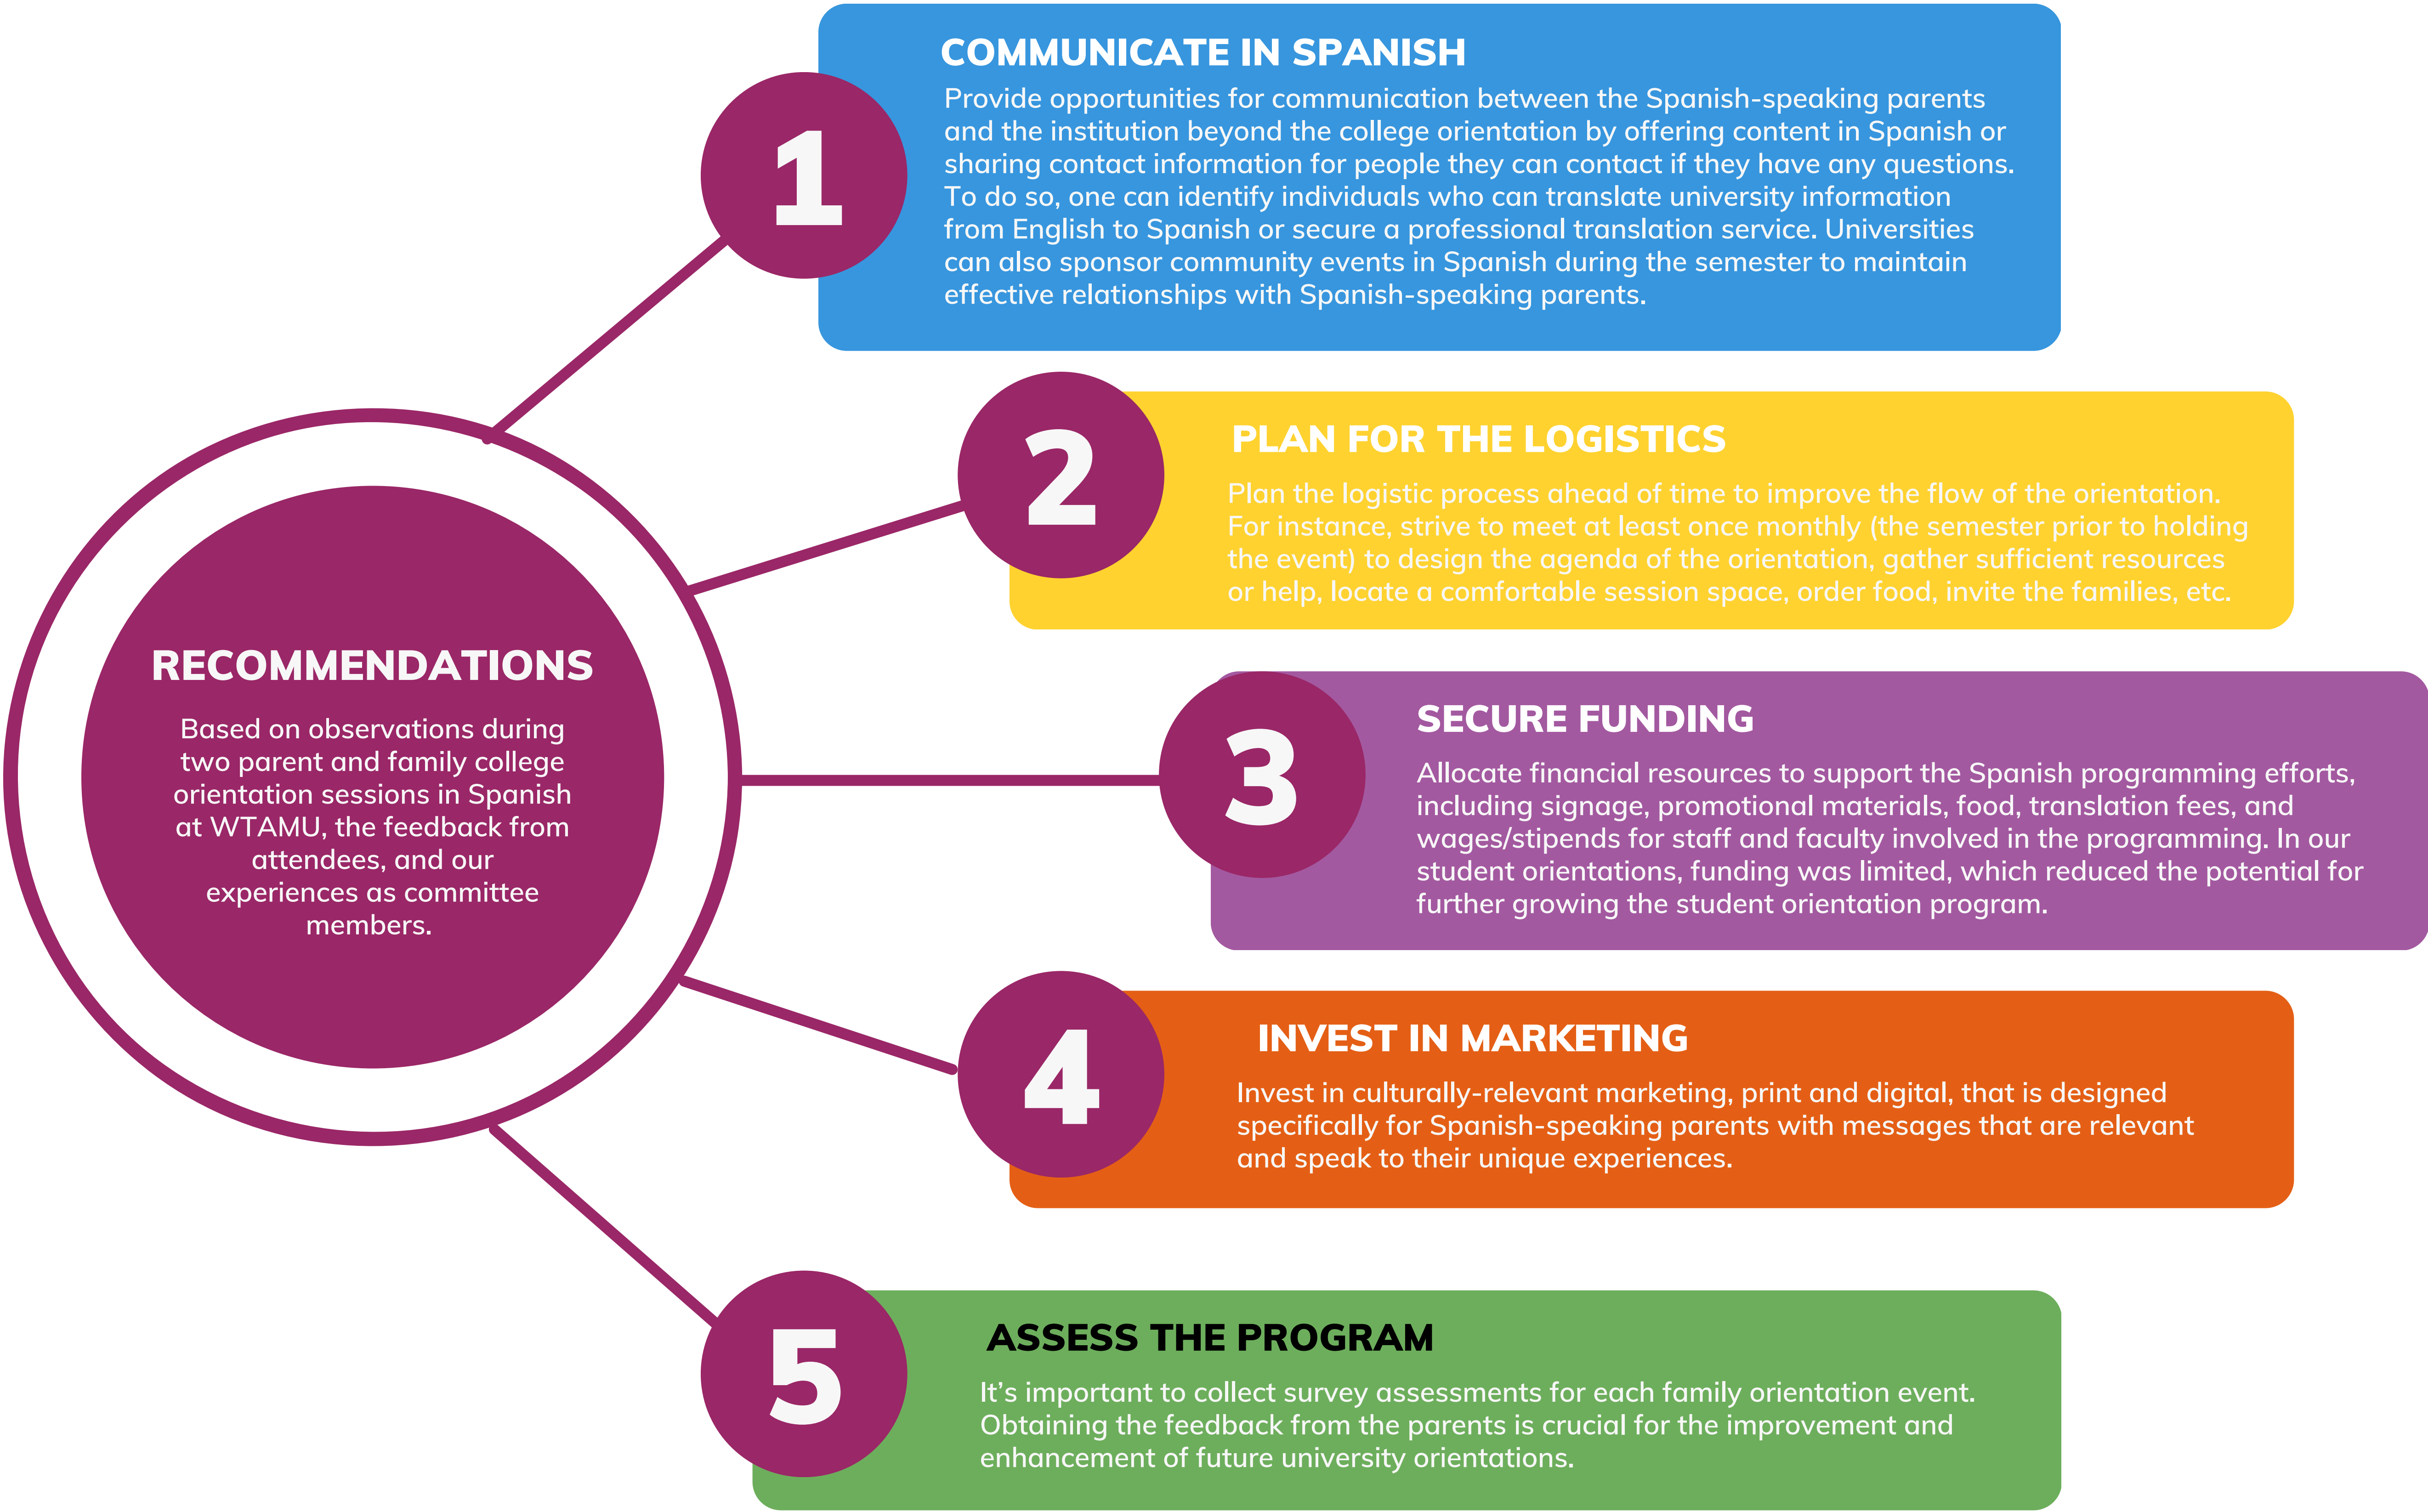 RECOMMENDATIONS
Based on observations during
two parent and family college
orientation sessions in Spanish
at WTAMU, the feedback from
attendees, and our
experiences as committee
members.
1
COMMUNICATE IN SPANISH
Provide opportunities for communication between the Spanish-speaking parents
and the institution beyond the college orientation by offering content in Spanish or
sharing contact information for people they can contact if they have any questions.
To do so, one can identify individuals who can translate university information
from English to Spanish or secure a professional translation service. Universities
can also sponsor community events in Spanish during the semester to maintain
effective relationships with Spanish-speaking parents.
2
PLAN FOR THE LOGISTICS
Plan the logistic process ahead of time to improve the flow of the orientation.
For instance, strive to meet at least once monthly (the semester prior to holding
the event) to design the agenda of the orientation, gather sufficient resources
or help, locate a comfortable session space, order food, invite the families, etc.
3
SECURE FUNDING
Allocate financial resources to support the Spanish programming efforts,
including signage, promotional materials, food, translation fees, and
wages/stipends for staff and faculty involved in the programming. In our
student orientations, funding was limited, which reduced the potential for
further growing the student orientation program.
4
INVEST IN MARKETING
Invest in culturally-relevant marketing, print and digital, that is designed
specifically for Spanish-speaking parents with messages that are relevant
and speak to their unique experiences.
5
ASSESS THE PROGRAM
It’s important to collect survey assessments for each family orientation event.
Obtaining the feedback from the parents is crucial for the improvement and
enhancement of future university orientations.